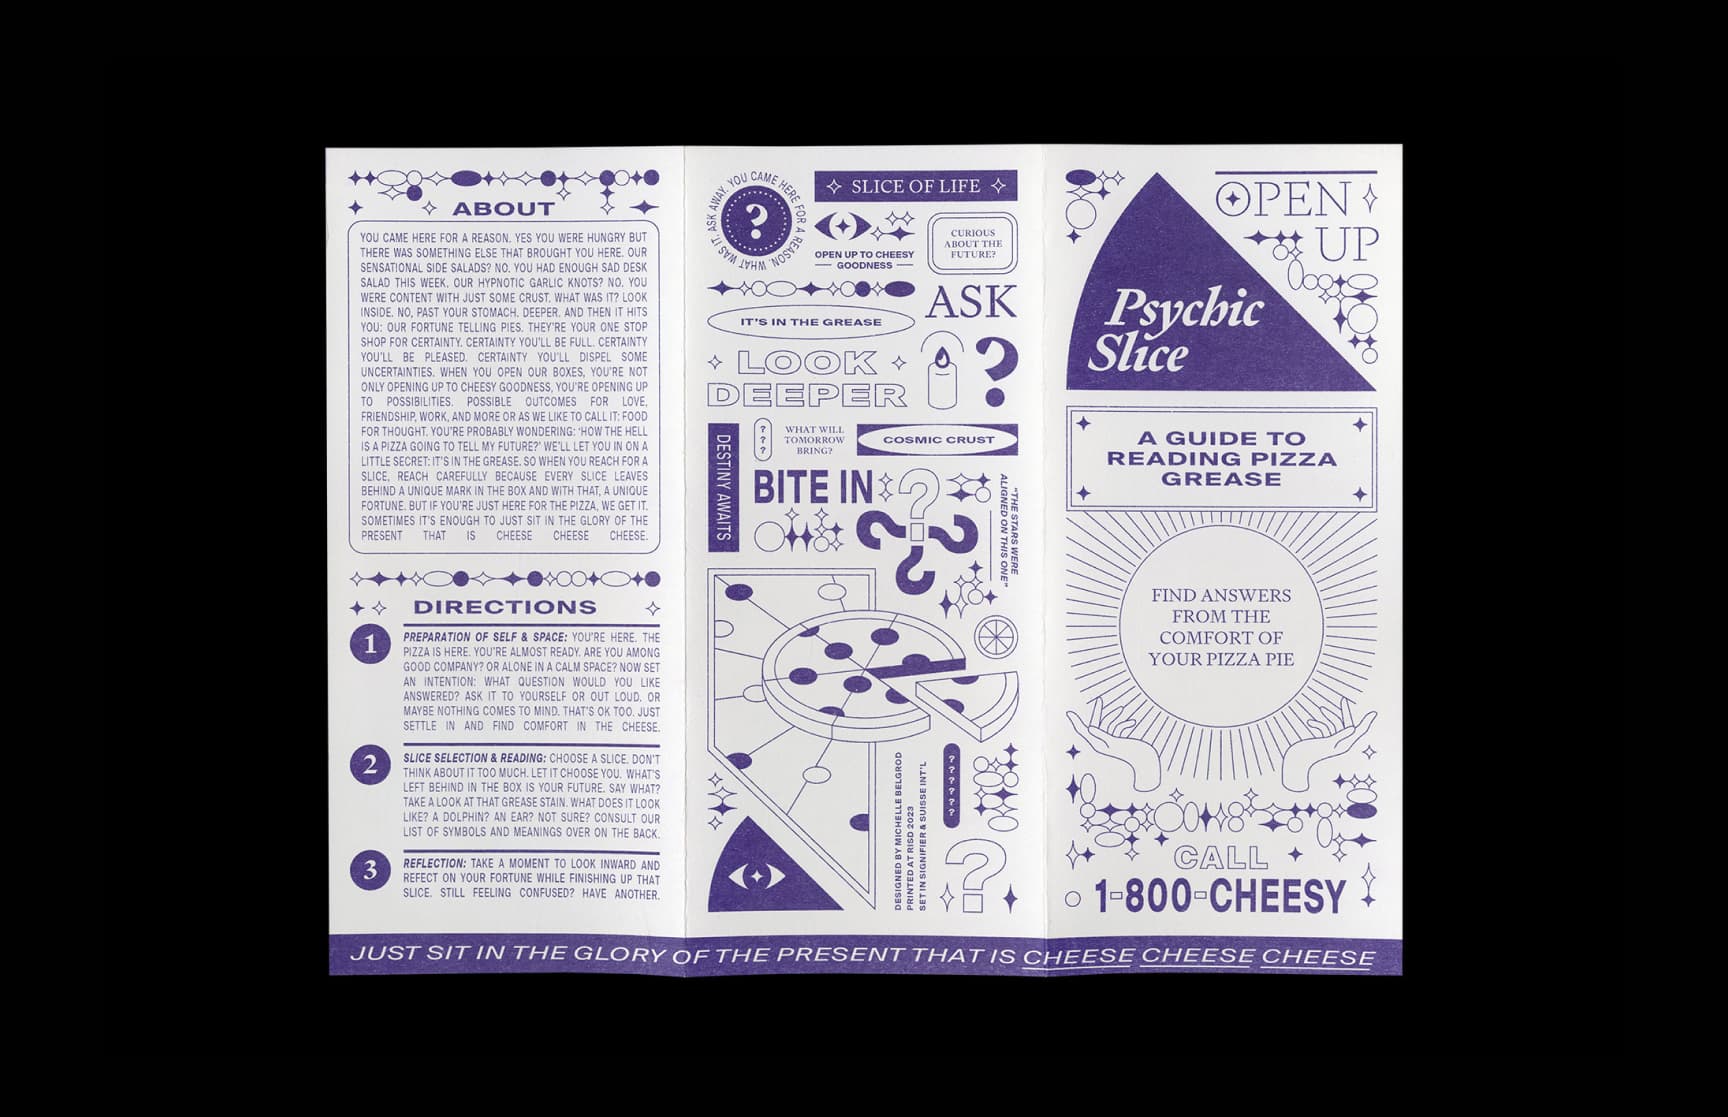 ABOUT
YOU CAME HERE FOR A REASON. YES YOU WERE HUNGRY BUT
THERE WAS SOMETHING ELSE THAT BROUGHT YOU HERE. OUR
SENSATIONAL SIDE SALADS? NO. YOU HAD ENOUGH SAD DESK
SALAD THIS WEEK. OUR HYPNOTIC GARLIC KNOTS? NO. YOU
WERE CONTENT WITH JUST SOME CRUST. WHAT WAS IT? LOOK
INSIDE. NO, PAST YOUR STOMACH. DEEPER. AND THEN IT HITS
YOU: OUR FORTUNE TELLING PIES. THEY'RE YOUR ONE STOP
SHOP FOR CERTAINTY. CERTAINTY YOU'LL BE FULL. CERTAINTY
YOU'LL BE PLEASED. CERTAINTY YOU'LL DISPEL SOME
UNCERTAINTIES. WHEN YOU OPEN OUR BOXES, YOU'RE NOT
ONLY OPENING UP TO CHEESY GOODNESS, YOU'RE OPENING UP
TO POSSIBILITIES. POSSIBLE OUTCOMES FOR LOVE,
FRIENDSHIP, WORK, AND MORE OR AS WE LIKE TO CALL IT: FOOD
FOR THOUGHT. YOU'RE PROBABLY WONDERING: 'HOW THE HELL
IS A PIZZA GOING TO TELL MY FUTURE?' WE'LL LET YOU IN ON A
LITTLE SECRET: IT'S IN THE GREASE. SO WHEN YOU REACH FOR A
SLICE, REACH CAREFULLY BECAUSE EVERY SLICE LEAVES
BEHIND A UNIQUE MARK IN THE BOX AND WITH THAT, A UNIQUE
FORTUNE. BUT IF YOU'RE JUST HERE FOR THE PIZZA, WE GET IT.
SOMETIMES IT'S ENOUGH TO JUST SIT IN THE GLORY OF THE
PRESENT THAT IS CHEESE CHEESE CHEESE.
DIRECTIONS
1
PREPARATION OF SELF & SPACE: YOU'RE HERE. THE
PIZZA IS HERE. YOU'RE ALMOST READY. ARE YOU AMONG
GOOD COMPANY? OR ALONE IN A CALM SPACE? NOW SET
AN INTENTION: WHAT QUESTION WOULD YOU LIKE
ANSWERED? ASK IT TO YOURSELF OR OUT LOUD. OR
MAYBE NOTHING COMES TO MIND. THAT'S OK TOO. JUST
SETTLE IN AND FIND COMFORT IN THE CHEESE.
2
SLICE SELECTION & READING: CHOOSE A SLICE. DON'T
THINK ABOUT IT TOO MUCH. LET IT CHOOSE YOU. WHAT'S
LEFT BEHIND IN THE BOX IS YOUR FUTURE. SAY WHAT?
TAKE A LOOK AT THAT GREASE STAIN. WHAT DOES IT LOOK
LIKE? A DOLPHIN? AN EAR? NOT SURE? CONSULT OUR
LIST OF SYMBOLS AND MEANINGS OVER ON THE BACK.
3
REFLECTION: TAKE A MOMENT TO LOOK INWARD AND
REFECT ON YOUR FORTUNE WHILE FINISHING UP THAT
SLICE. STILL FEELING CONFUSED? HAVE ANOTHER.
YOU CAME HERE FOR A REASON. WHAT WAS IT. ASK AWAY.
?
SLICE OF LIFE
OPEN UP TO CHEESY
GOODNESS
CURIOUS
ABOUT THE
FUTURE?
IT'S IN THE GREASE
ASK
?
LOOK
DEEPER
DESTINY AWAITS
? ? ?
WHAT WILL
TOMORROW
BRING?
COSMIC CRUST
BITE IN
? ? ? ?
"THE STARS WERE
ALIGNED ON THIS ONE"
DESIGNED BY MICHELLE BELGROD
PRINTED AT RISD 2023
SET IN SIGNIFIER & SUISSE INT'L
? ? ? ? ? ?
?
OPEN
UP
Psychic
Slice
A GUIDE TO
READING PIZZA
GREASE
FIND ANSWERS
FROM THE
COMFORT OF
YOUR PIZZA PIE
CALL
1-800-CHEESY
JUST SIT IN THE GLORY OF THE PRESENT THAT IS CHEESE CHEESE CHEESE